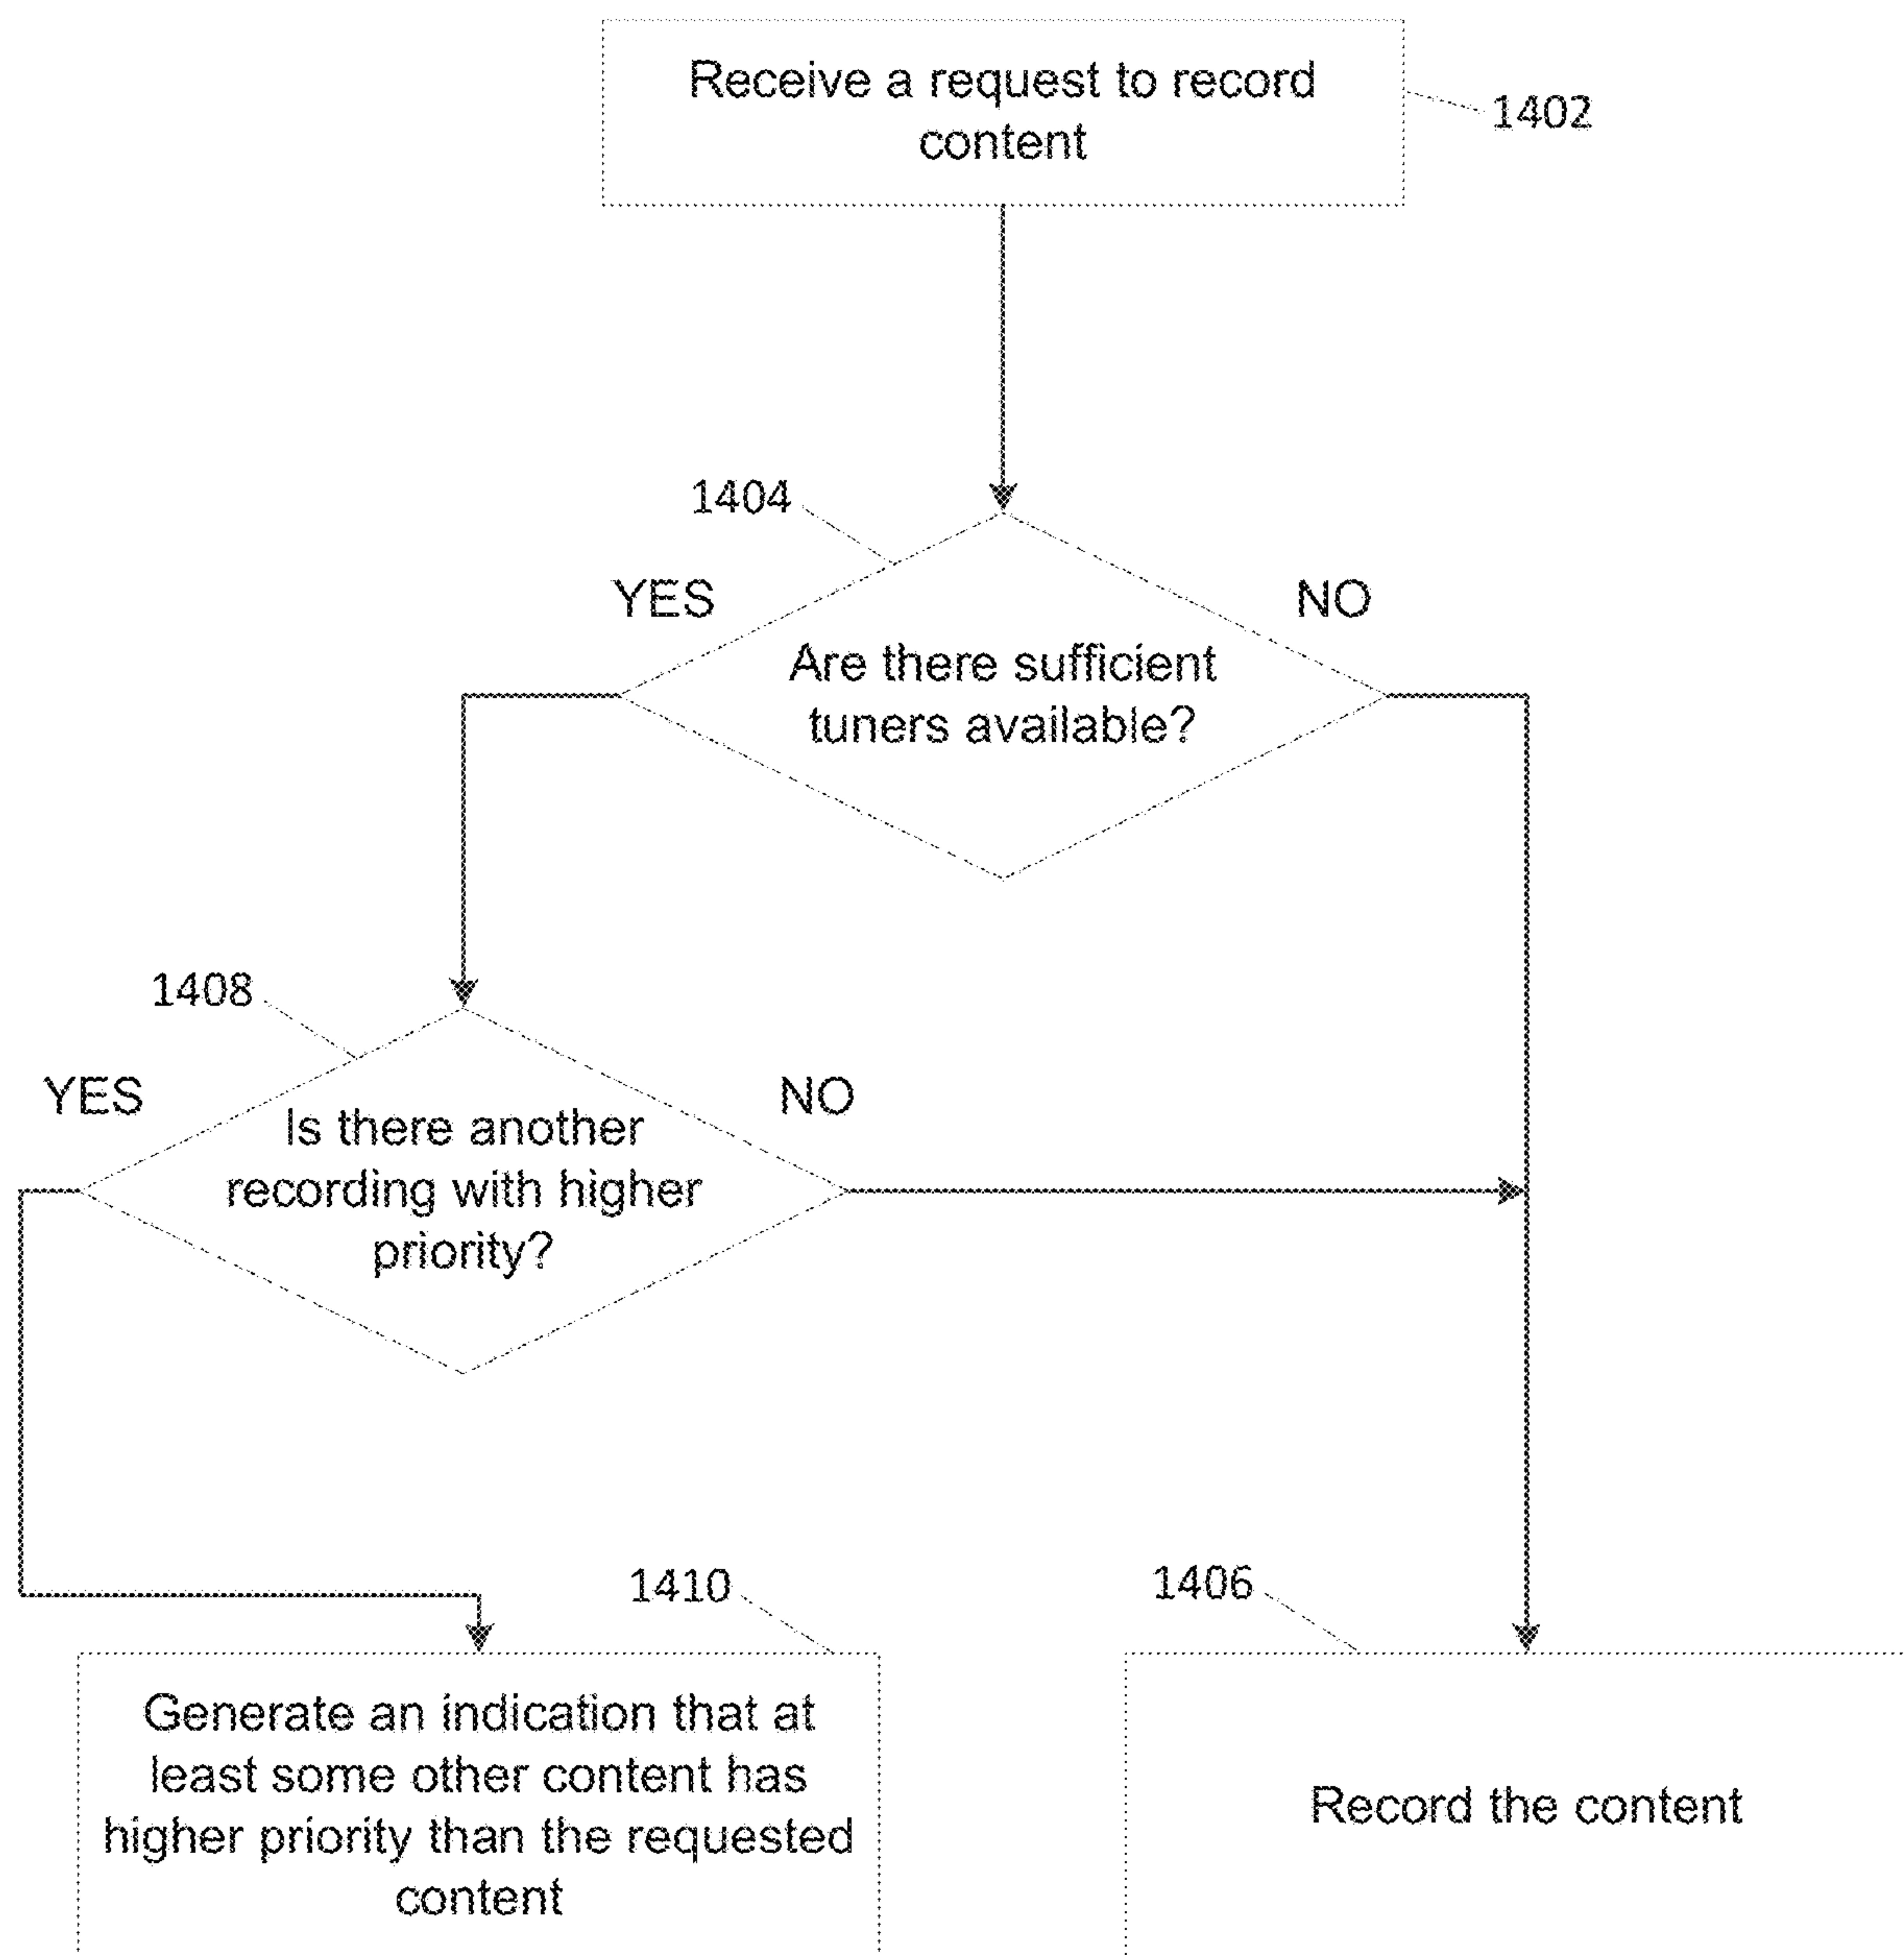 Receive a request to record
content
1402
1404
YES
NO
Are there sufficient
tuners available?
1408
YES
NO
Is there another
recording with higher
priority?
1410
1406
Generate an indication that at
least some other content has
higher priority than the requested
content
Record the content